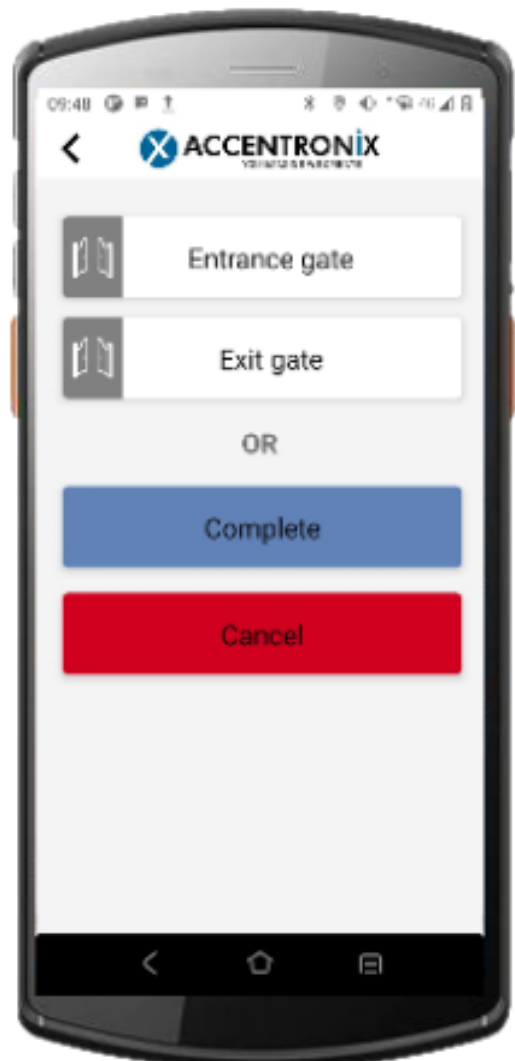 09:48
ACCENTRONIX
Entrance gate
Exit gate
OR
Complete
Cancel